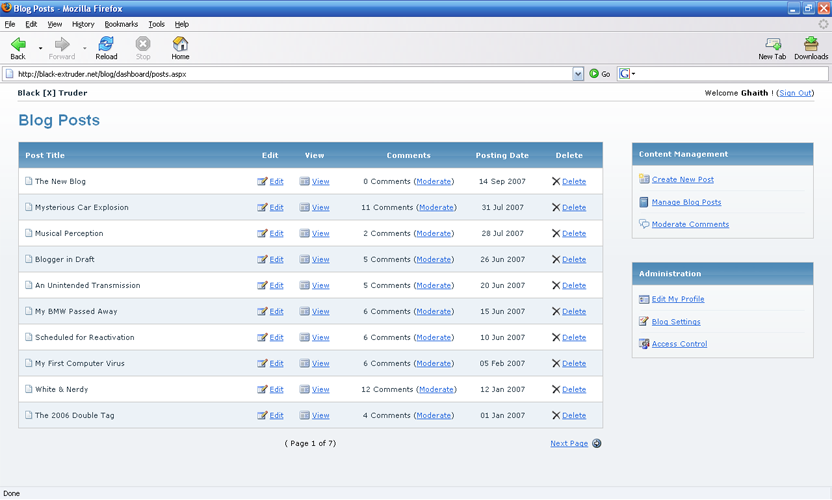 Blog Posts - Mozilla Firefox
File Edit View History Bookmarks Tools Help
Back Forward Reload Stop Home New Tab Downloads
http://black-extruder.net/blog/dashboard/posts.aspx Go G
Black [X] Truder Welcome Ghaith ! (Sign Out)
Blog Posts
Post Title Edit View Comments Posting Date Delete
The New Blog Edit View 0 Comments (Moderate) 14 Sep 2007 Delete
Mysterious Car Explosion Edit View 11 Comments (Moderate) 31 Jul 2007 Delete
Musical Perception Edit View 2 Comments (Moderate) 28 Jul 2007 Delete
Blogger in Draft Edit View 5 Comments (Moderate) 26 Jun 2007 Delete
An Unintended Transmission Edit View 5 Comments (Moderate) 20 Jun 2007 Delete
My BMW Passed Away Edit View 6 Comments (Moderate) 15 Jun 2007 Delete
Scheduled for Reactivation Edit View 6 Comments (Moderate) 10 Jun 2007 Delete
My First Computer Virus Edit View 6 Comments (Moderate) 05 Feb 2007 Delete
White & Nerdy Edit View 12 Comments (Moderate) 12 Jan 2007 Delete
The 2006 Double Tag Edit View 4 Comments (Moderate) 01 Jan 2007 Delete
( Page 1 of 7) Next Page
Content Management
Create New Post
Manage Blog Posts
Moderate Comments
Administration
Edit My Profile
Blog Settings
Access Control
Done